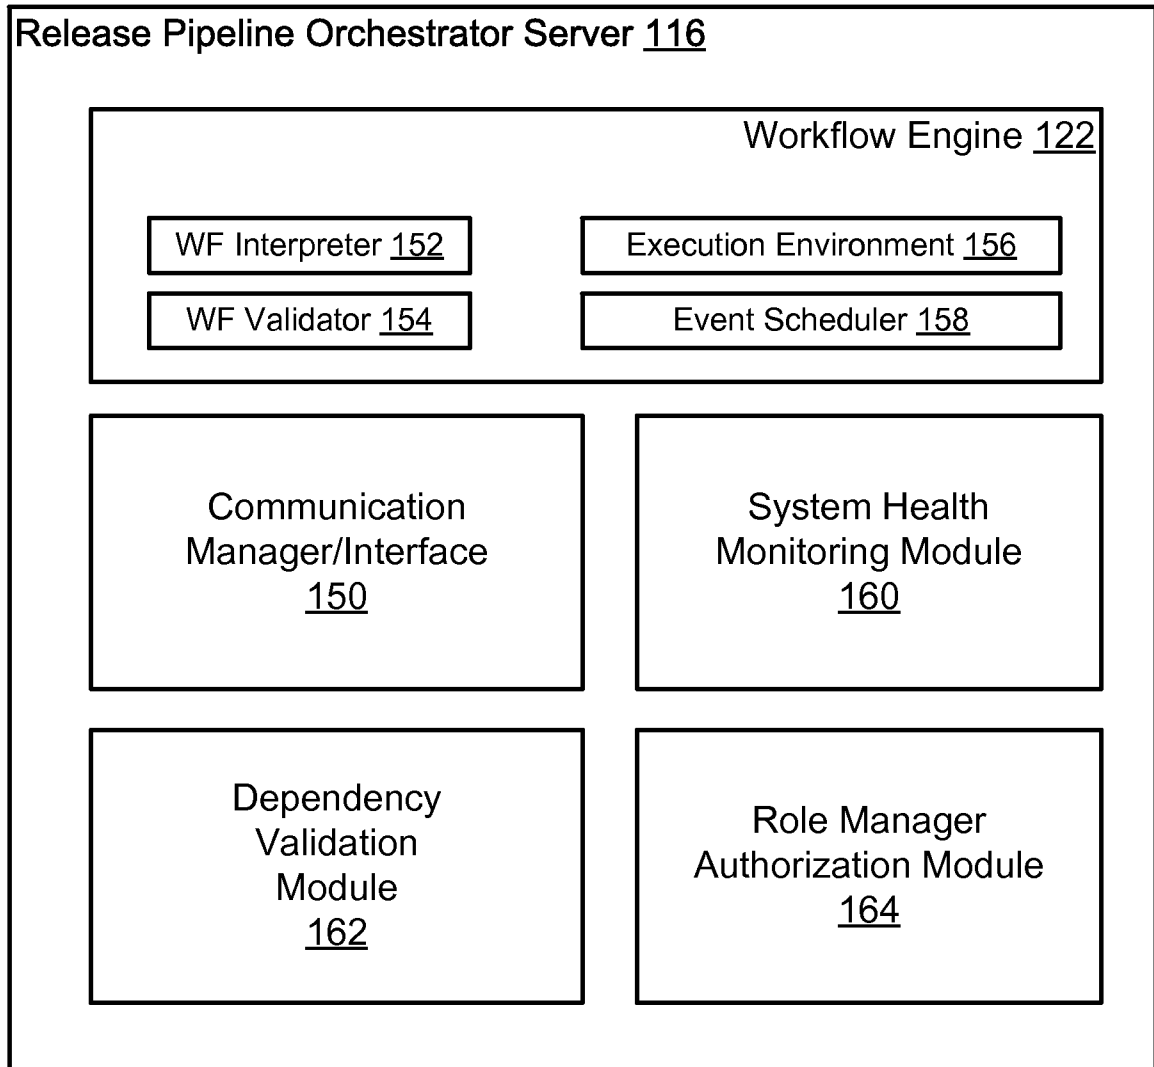 Release Pipeline Orchestrator Server 116
Workflow Engine 122
WF Interpreter 152
Execution Environment 156
WF Validator 154
Event Scheduler 158
Communication
Manager/Interface
150
System Health
Monitoring Module
160
Dependency
Validation
Module
162
Role Manager
Authorization Module
164